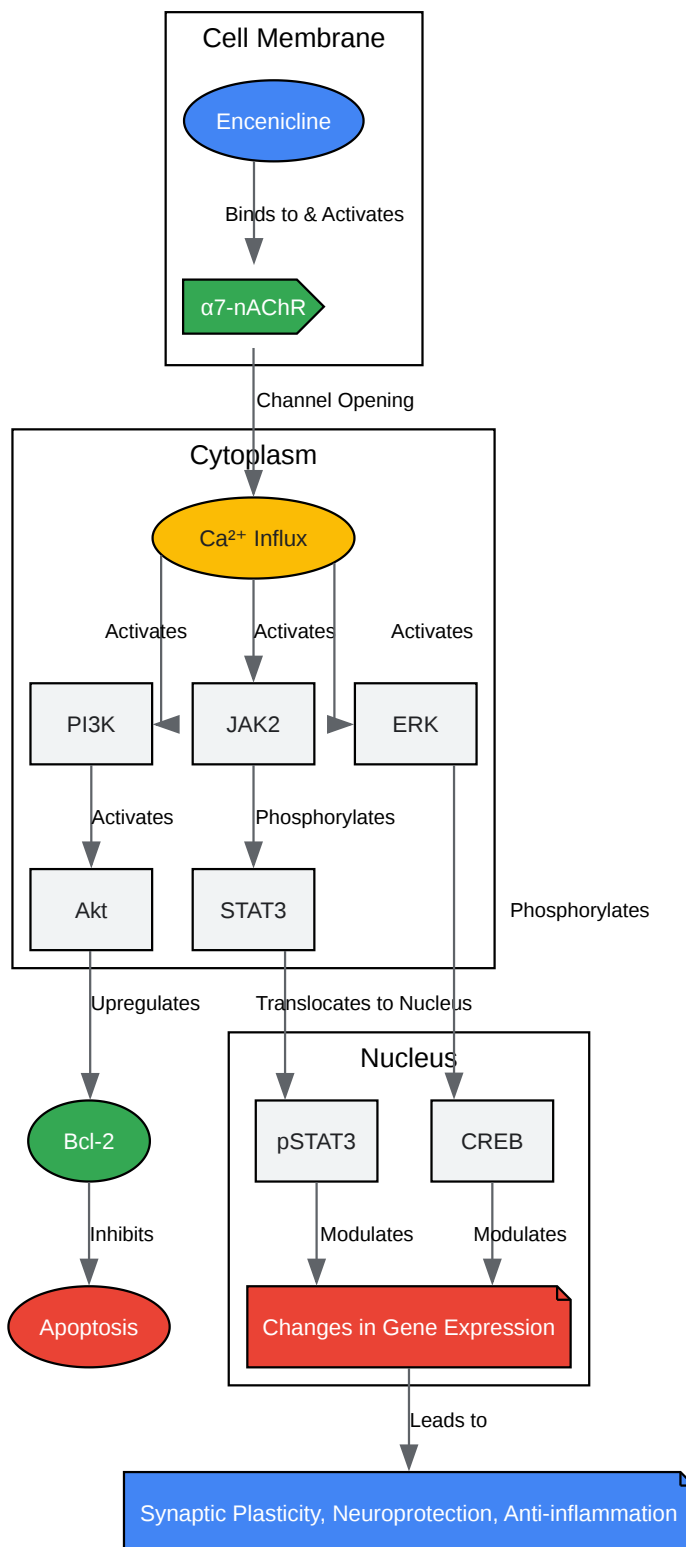 Cell Membrane
Encenicline
Binds to & Activates
α7-nAChR
Channel Opening
Cytoplasm
Ca²⁺ Influx
Activates
Activates
Activates
PI3K
JAK2
ERK
Activates
Phosphorylates
Akt
STAT3
Phosphorylates
Upregulates
Translocates to Nucleus
Nucleus
Bcl-2
pSTAT3
CREB
Inhibits
Modulates
Modulates
Apoptosis
Changes in Gene Expression
Leads to
Synaptic Plasticity, Neuroprotection, Anti-inflammation